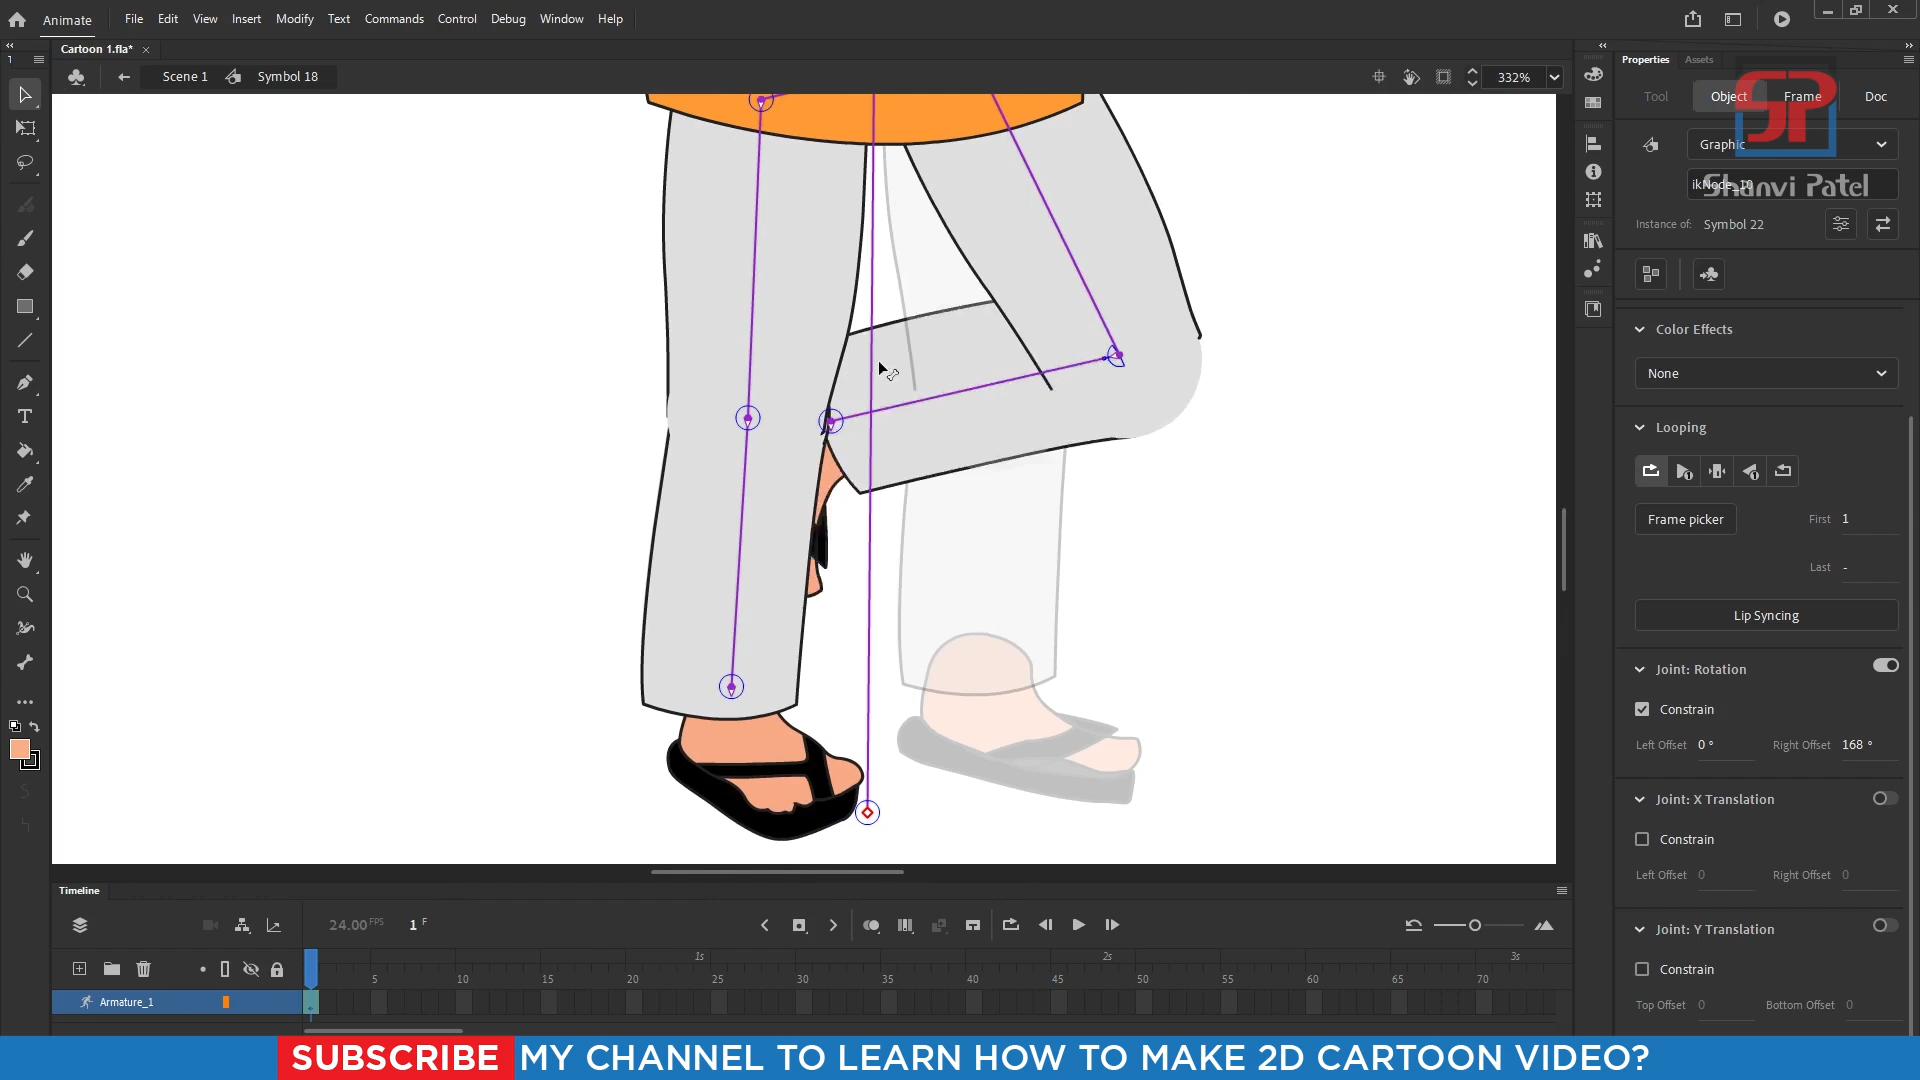 Animate
File Edit View Insert Modify Text Commands Control Debug Window Help
Cartoon 1.fla*
Scene 1 Symbol 18
332%
Properties Assets
Tool Object Frame Doc
Graphic
ikNode_10
Shanvi Patel
Instance of: Symbol 22
Color Effects
None
Looping
Frame picker First 1
Last -
Lip Syncing
Joint: Rotation
Constrain
Left Offset 0 ° Right Offset 168 °
Joint: X Translation
Constrain
Left Offset 0 Right Offset 0
Joint: Y Translation
Constrain
Top Offset 0 Bottom Offset 0
Timeline
24.00 FPS 1 F
1s 2s 3s
5 10 15 20 25 30 35 40 45 50 55 60 65 70
Armature_1
SUBSCRIBE MY CHANNEL TO LEARN HOW TO MAKE 2D CARTOON VIDEO?